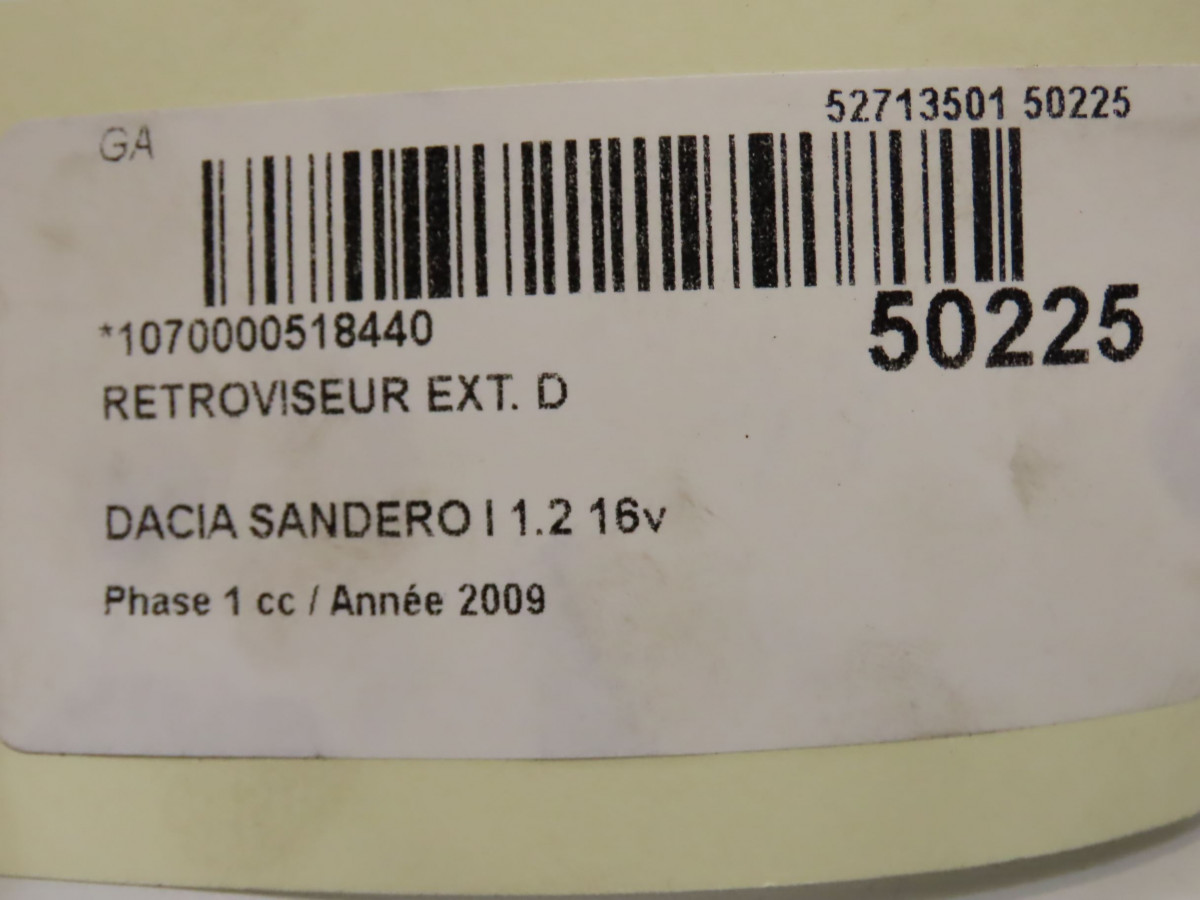 GA
52713501 50225
*1070000518440
50225
RETROVISEUR EXT. D
DACIA SANDERO I 1.2 16v
Phase 1 cc / Année 2009